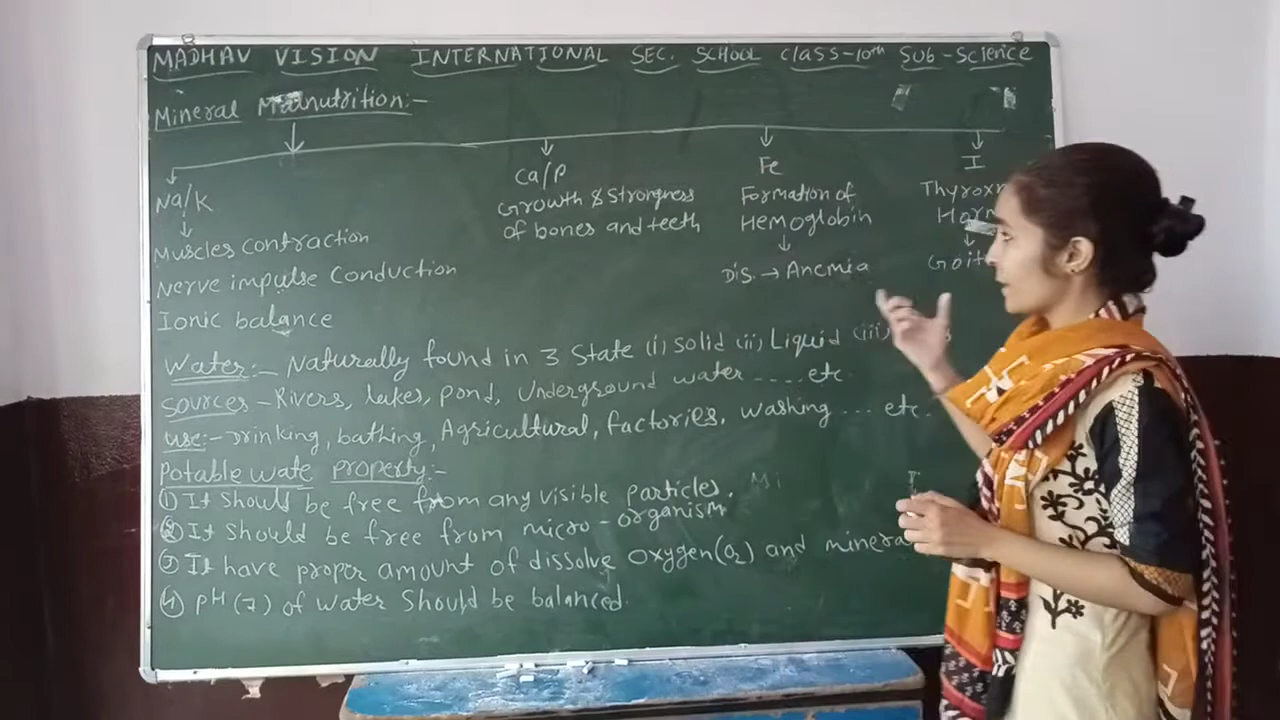 MADHAV VISION INTERNATIONAL SEC. SCHOOL Class-10th Sub-Science
Mineral Malnutrition:-
Na/K
Muscles contraction
Nerve impulse Conduction
Ionic balance
Ca/P
Growth & Strongness
of bones and teeth
Fe
Formation of
Hemoglobin
Dis. → Anemia
I
Water:- Naturally found in 3 State (i) Solid (ii) Liquid (iii)
Sources - Rivers, lakes, pond, Underground water ..... etc
use:- Drinking, bathing, Agricultural, factories, washing ... etc.
Potable wate property:-
① It should be free from any visible particles.
② It should be free from micro-organism
③ It have proper amount of dissolve Oxygen(O2) and
④ PH(7) of water should be balanced.